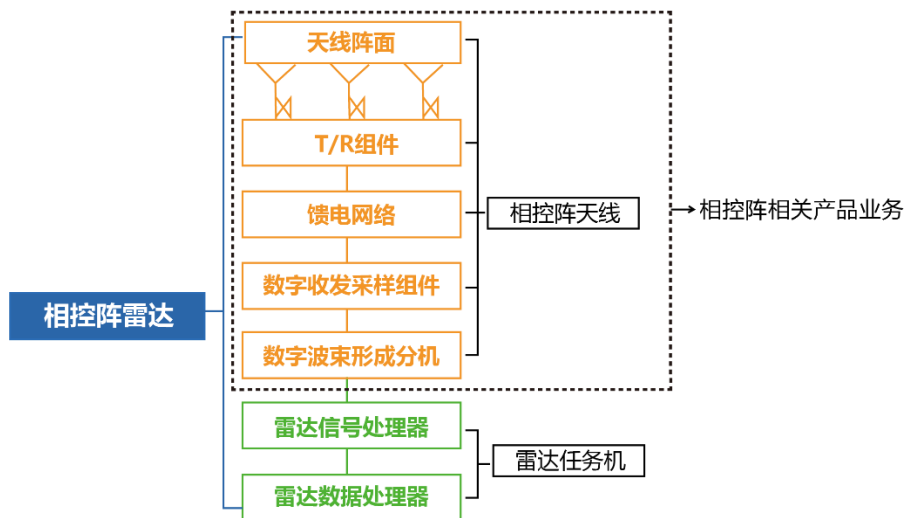 天线阵面
T/R组件
馈电网络
相控阵天线
相控阵相关产品业务
数字收发采样组件
相控阵雷达
数字波束形成分机
雷达信号处理器
雷达任务机
雷达数据处理器